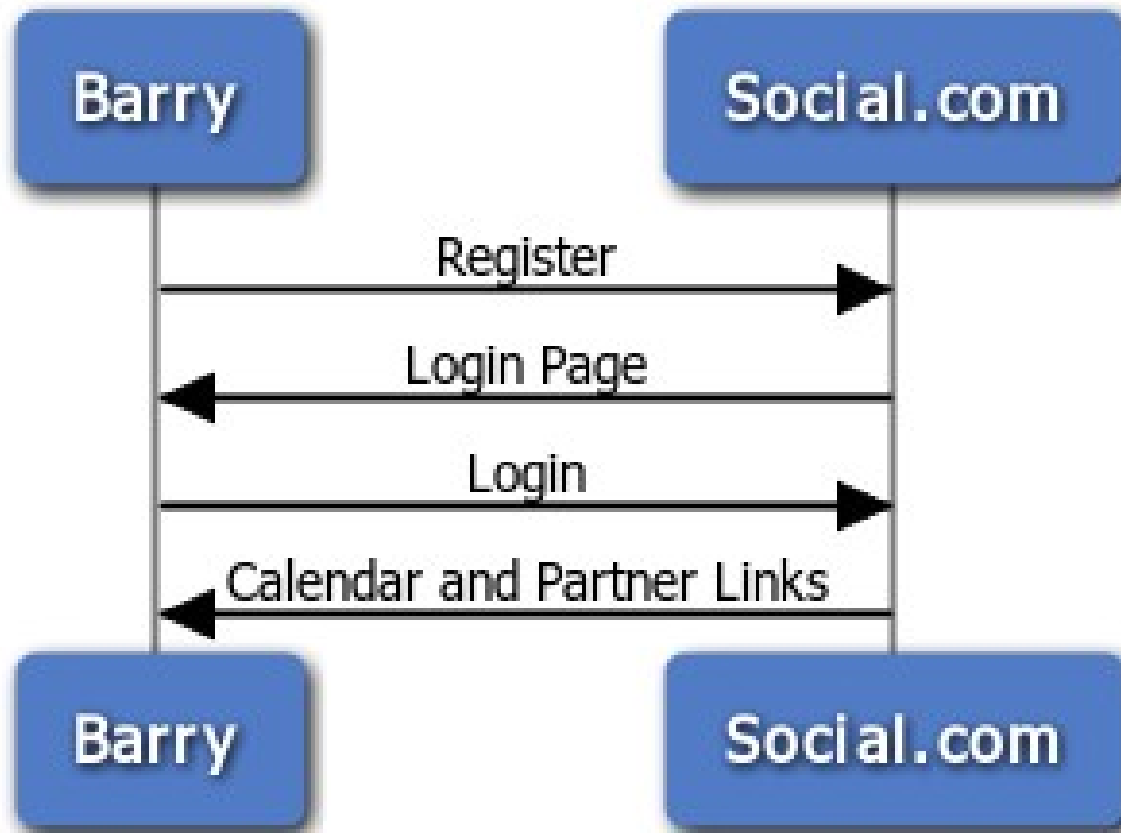 Barry
Social.com
Register
Login Page
Login
Calendar and Partner Links
Barry
Social.com